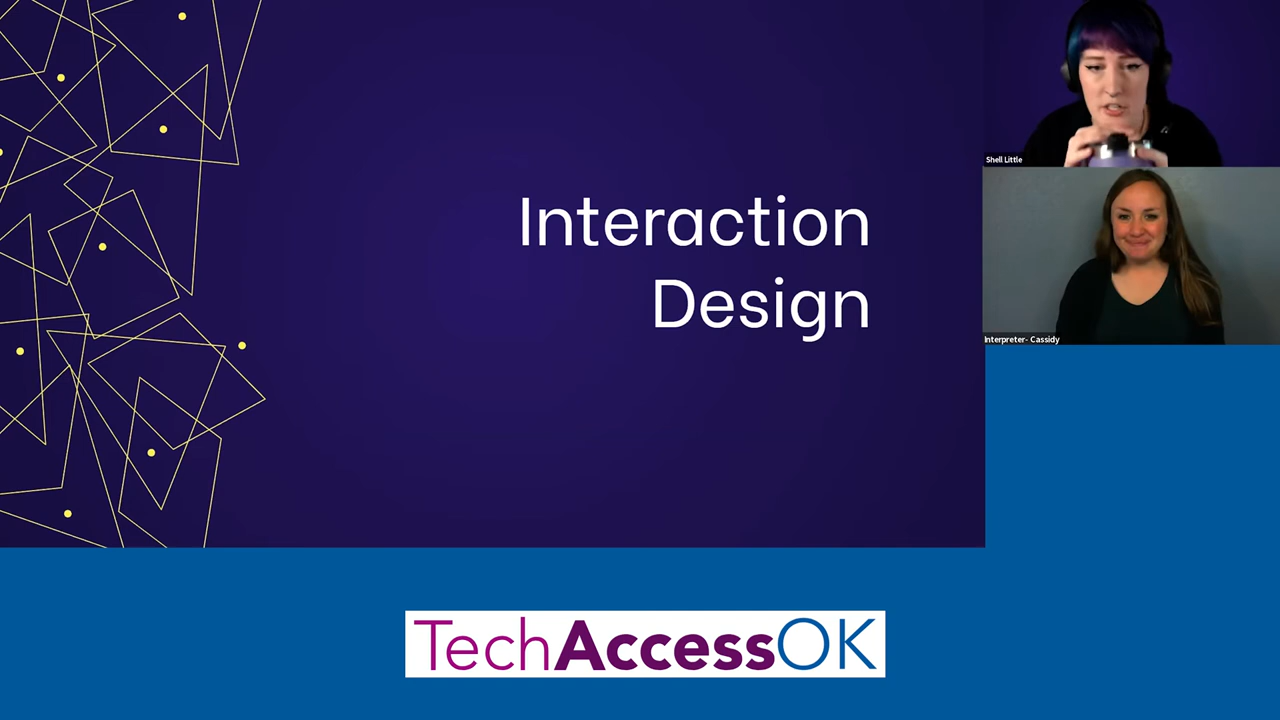 Interaction
Design
Shell Little
Interpreter- Cassidy
TechAccessOK